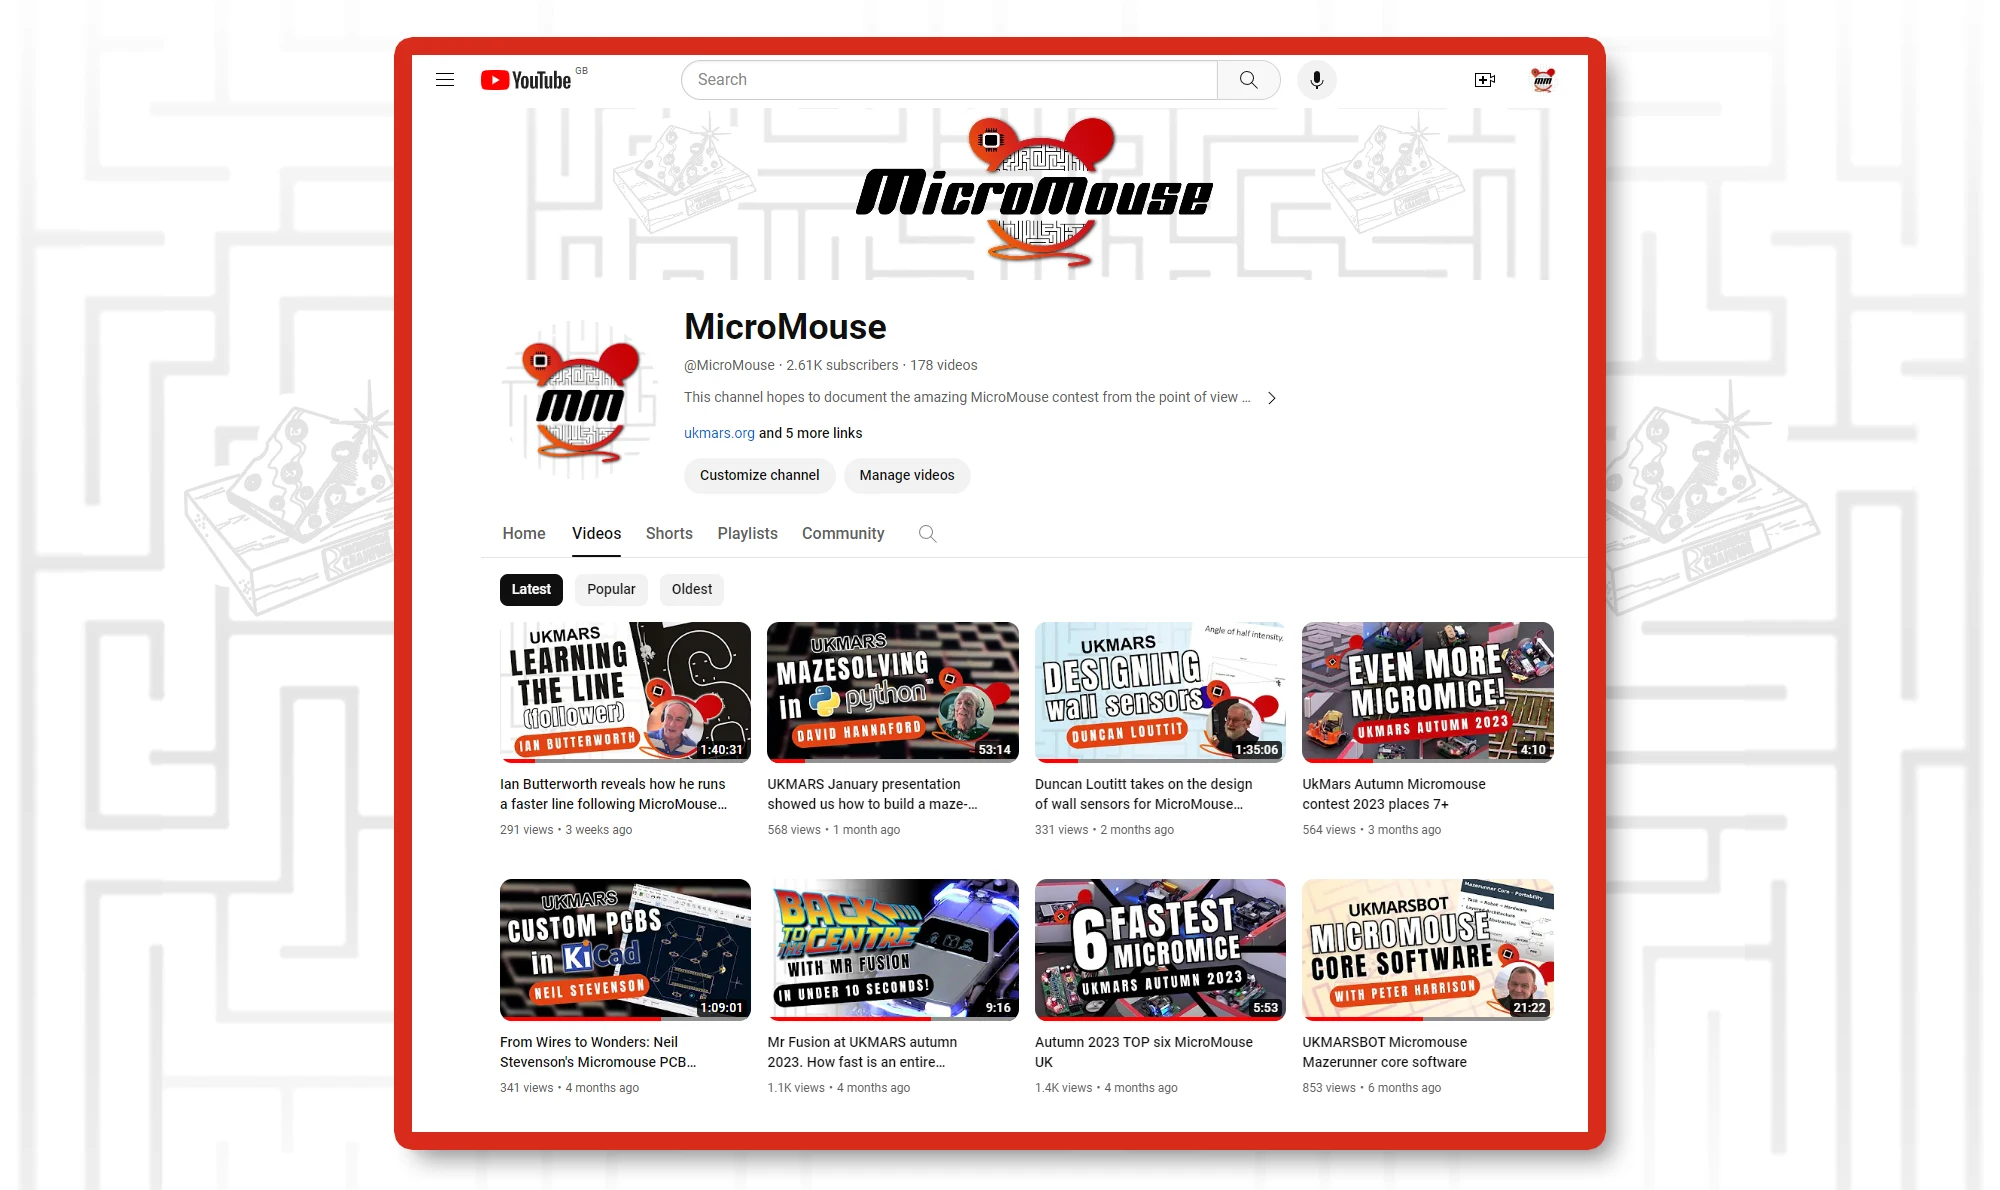 YouTube GB
Search
MicroMouse
MicroMouse
mm
@MicroMouse · 2.61K subscribers · 178 videos
This channel hopes to document the amazing MicroMouse contest from the point of view ...
ukmars.org and 5 more links
Customize channel
Manage videos
Home
Videos
Shorts
Playlists
Community
Latest
Popular
Oldest
UKMARS
LEARNING
THE LINE
(follower)
IAN BUTTERWORTH
1:40:31
Ian Butterworth reveals how he runs
a faster line following MicroMouse...
291 views • 3 weeks ago
UKMARS
MAZESOLVING
in python
DAVID HANNAFORD
53:14
UKMARS January presentation
showed us how to build a maze-...
568 views • 1 month ago
UKMARS
DESIGNING
wall sensors
DUNCAN LOUTTIT
Angle of half intensity
1:35:06
Duncan Loutitt takes on the design
of wall sensors for MicroMouse...
331 views • 2 months ago
EVEN MORE
MICROMICE!
UKMARS AUTUMN 2023
4:10
UkMars Autumn Micromouse
contest 2023 places 7+
564 views • 3 months ago
UKMARS
CUSTOM PCBS
in KiCad
NEIL STEVENSON
1:09:01
From Wires to Wonders: Neil
Stevenson's Micromouse PCB...
341 views • 4 months ago
BACK
TO THE CENTRE
WITH MR FUSION
IN UNDER 10 SECONDS!
9:16
Mr Fusion at UKMARS autumn
2023. How fast is an entire...
1.1K views • 4 months ago
6 FASTEST
MICROMICE
UKMARS AUTUMN 2023
5:53
Autumn 2023 TOP six MicroMouse
UK
1.4K views • 4 months ago
UKMARSBOT
MICROMOUSE
CORE SOFTWARE
WITH PETER HARRISON
Mazerunner Core - Portability
21:22
UKMARSBOT Micromouse
Mazerunner core software
853 views • 6 months ago